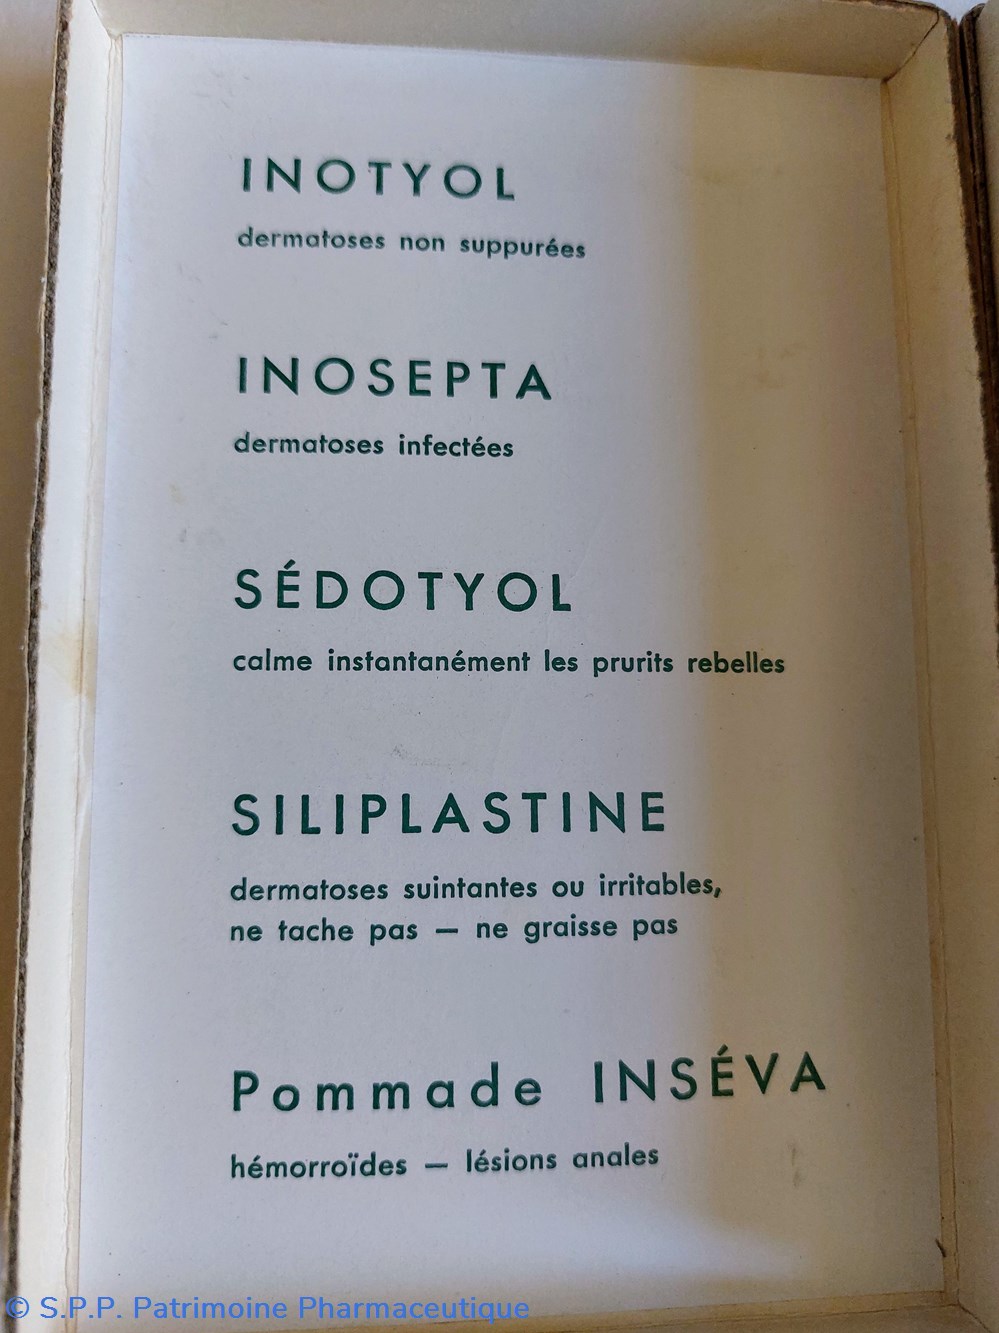 INOTYOL
dermatoses non suppurées
INOSEPTA
dermatoses infectées
SÉDOTYOL
calme instantanément les prurits rebelles
SILIPLASTINE
dermatoses suintantes ou irritables,
ne tache pas — ne graisse pas
Pommade INSÉVA
hémorroïdes — lésions anales
© S.P.P. Patrimoine Pharmaceutique